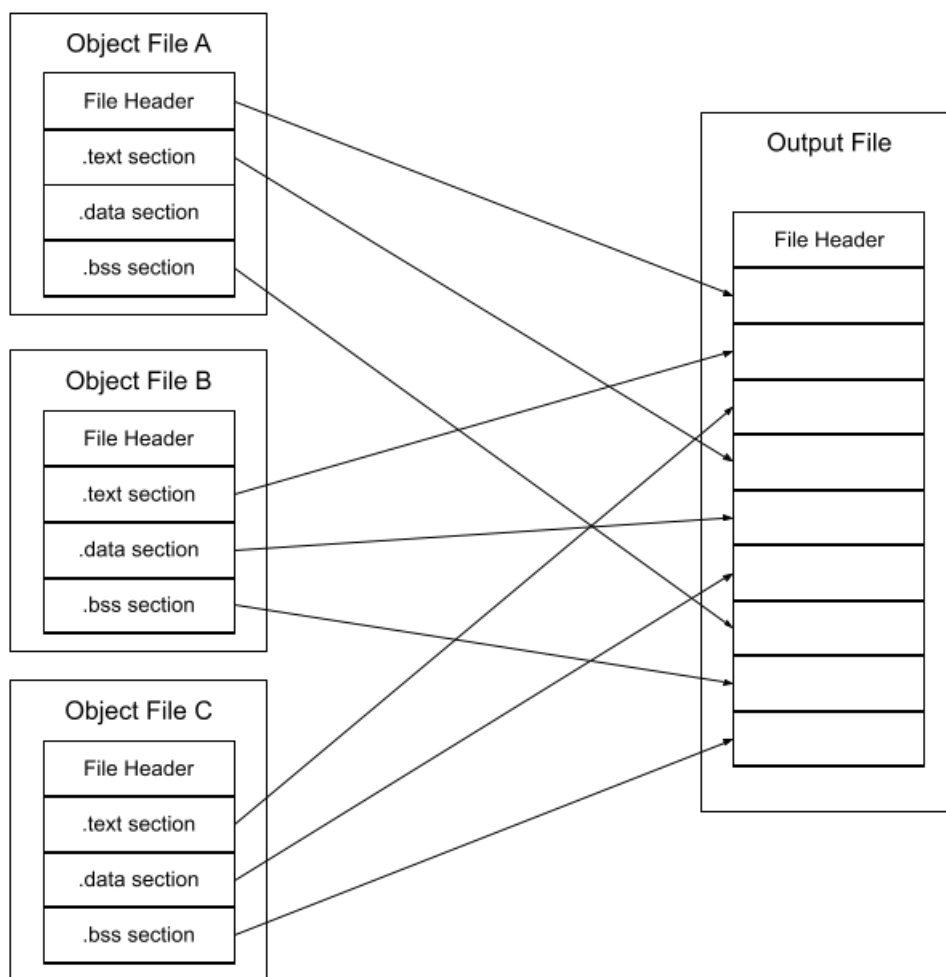 Object File A
File Header
.text section
.data section
.bss section
Object File B
File Header
.text section
.data section
.bss section
Object File C
File Header
.text section
.data section
.bss section
Output File
File Header